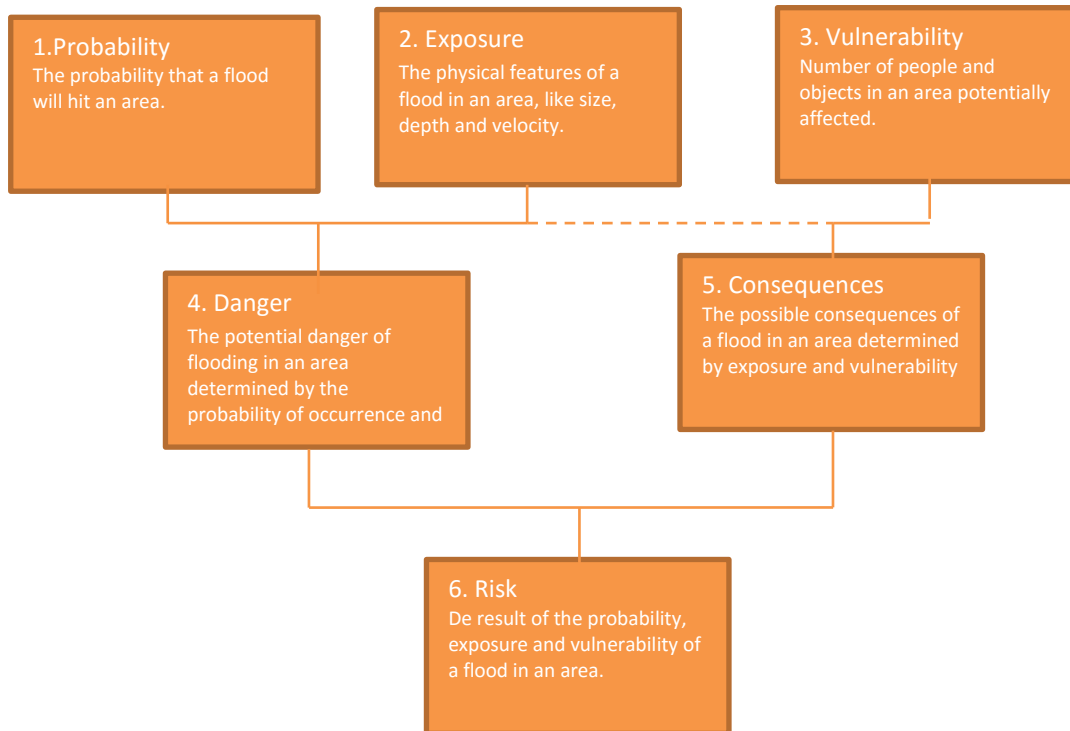 1.Probability
The probability that a flood
will hit an area.
2. Exposure
The physical features of a
flood in an area, like size,
depth and velocity.
3. Vulnerability
Number of people and
objects in an area potentially
affected.
4. Danger
The potential danger of
flooding in an area
determined by the
probability of occurrence and
5. Consequences
The possible consequences of
a flood in an area determined
by exposure and vulnerability
6. Risk
De result of the probability,
exposure and vulnerability of
a flood in an area.